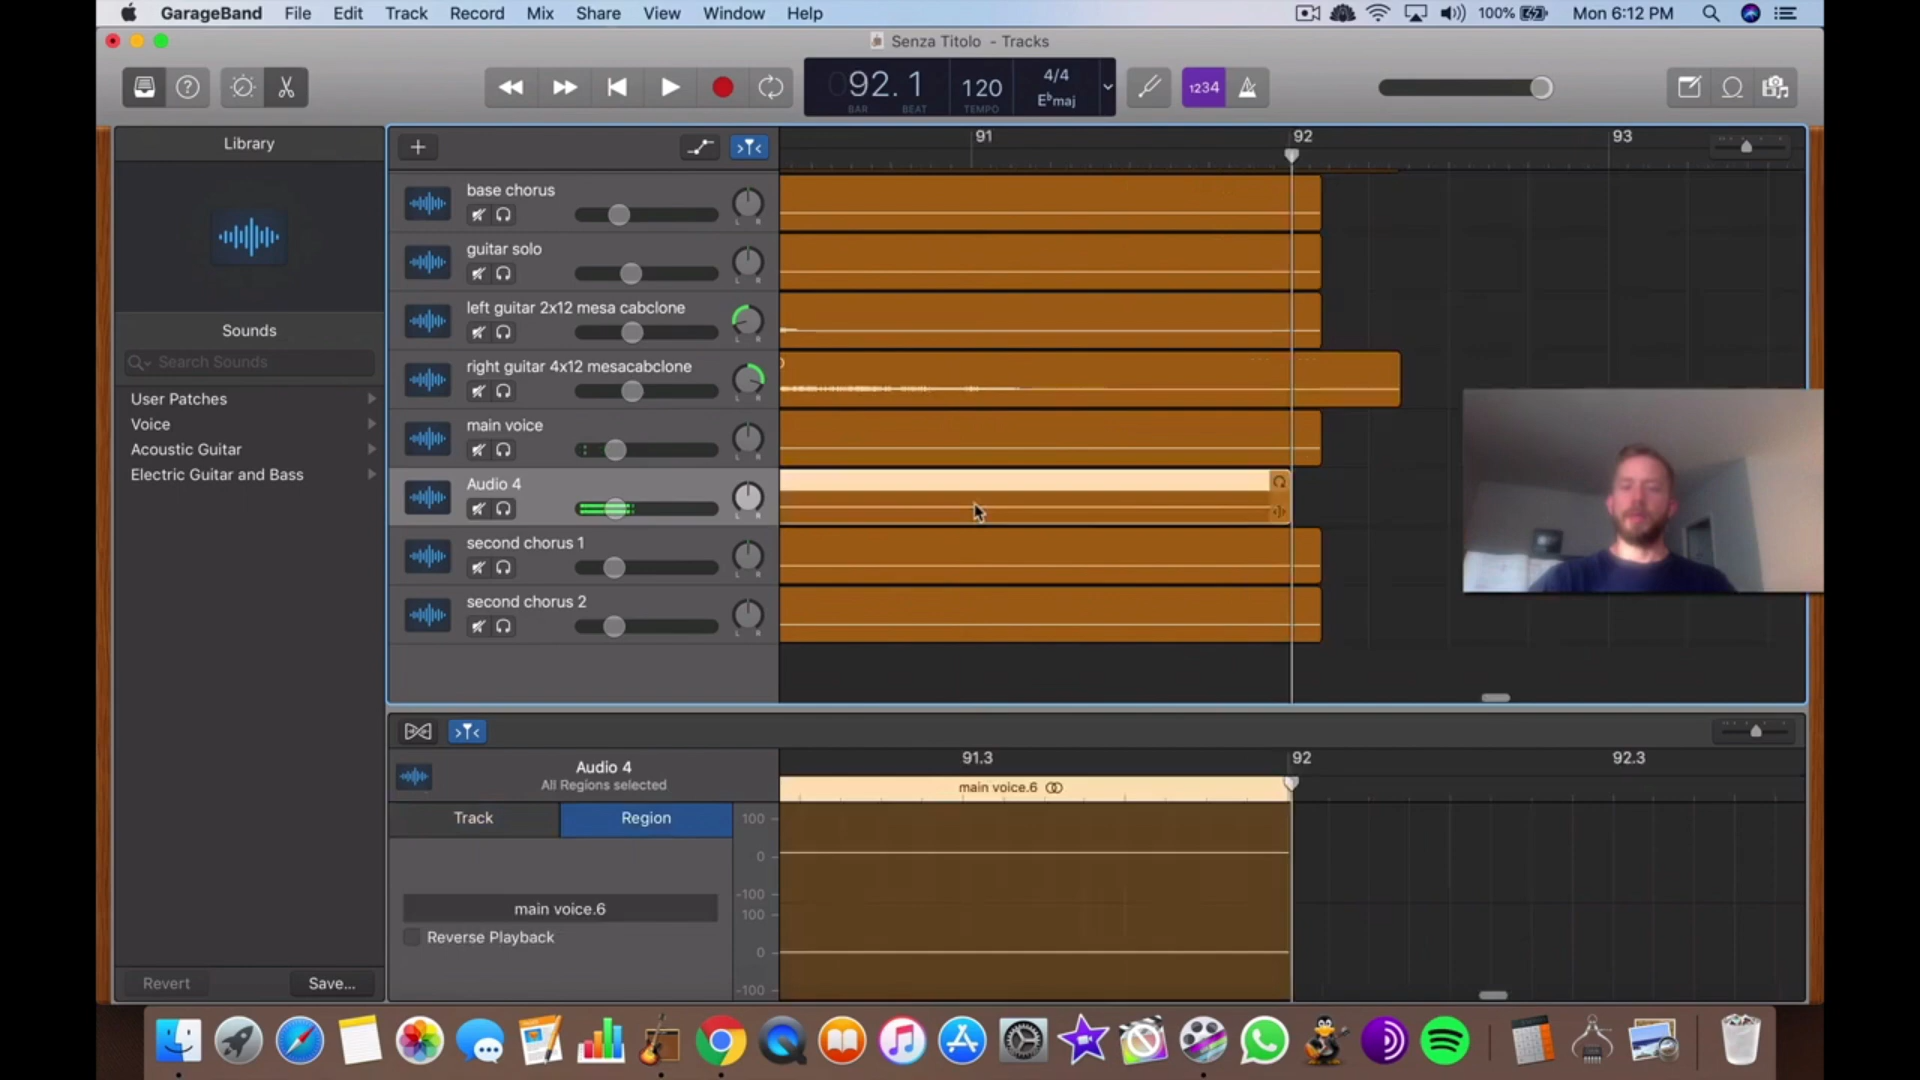 GarageBand File Edit Track Record Mix Share View Window Help 100% Mon 6:12 PM
Senza Titolo - Tracks
92.1 120 4/4
E♭maj
BAR BEAT TEMPO
1234
Library
91 92 93
Sounds
Search Sounds
User Patches
Voice
Acoustic Guitar
Electric Guitar and Bass
base chorus
L R
guitar solo
L R
left guitar 2x12 mesa cabclone
L R
right guitar 4x12 mesacabclone
L R
main voice
L R
Audio 4
L R
second chorus 1
L R
second chorus 2
L R
91.3 92 92.3
Audio 4
All Regions selected
main voice.6
Track Region
100
0
-100
100
0
-100
main voice.6
Reverse Playback
Revert Save...